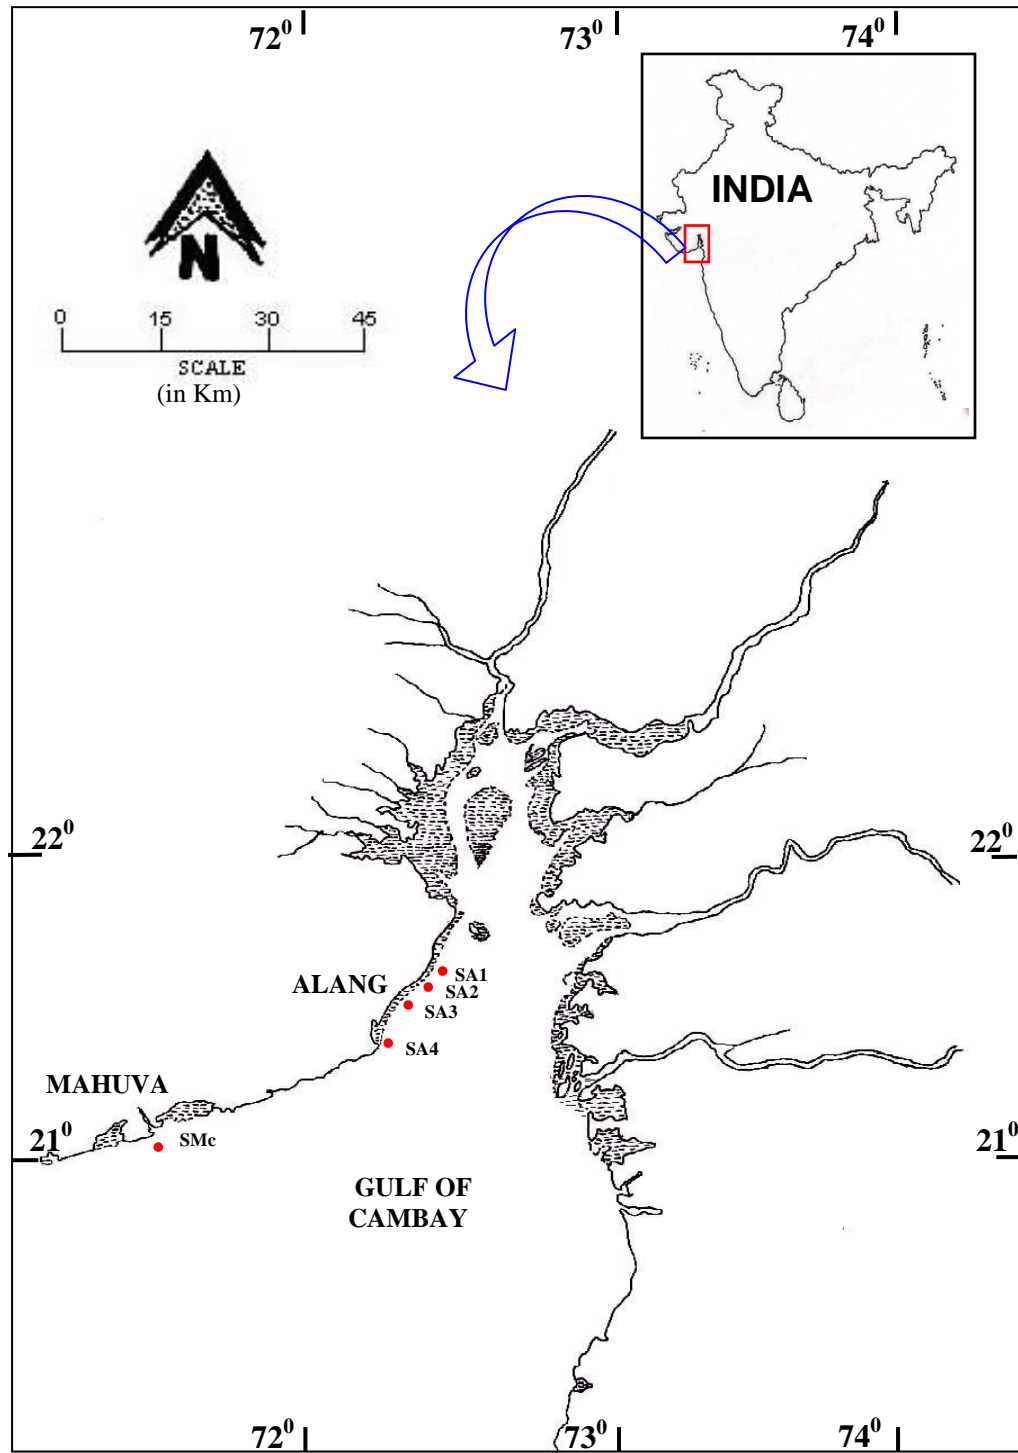 72⁰ 73⁰ 74⁰
INDIA
N
0 15 30 45
SCALE
(in Km)
22⁰ 22⁰
ALANG
SA1
SA2
SA3
SA4
MAHUVA
SMc
21⁰ 21⁰
GULF OF
CAMBAY
72⁰ 73⁰ 74⁰